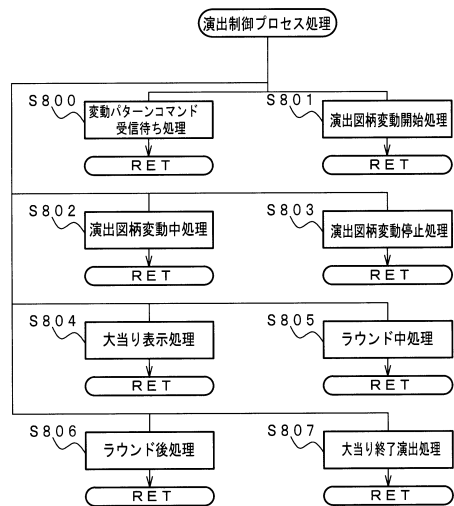 演出制御プロセス処理
S800
変動パターンコマンド
受信待ち処理
RET
S801
演出図柄変動開始処理
RET
S802
演出図柄変動中処理
RET
S803
演出図柄変動停止処理
RET
S804
大当り表示処理
RET
S805
ラウンド中処理
RET
S806
ラウンド後処理
RET
S807
大当り終了演出処理
RET